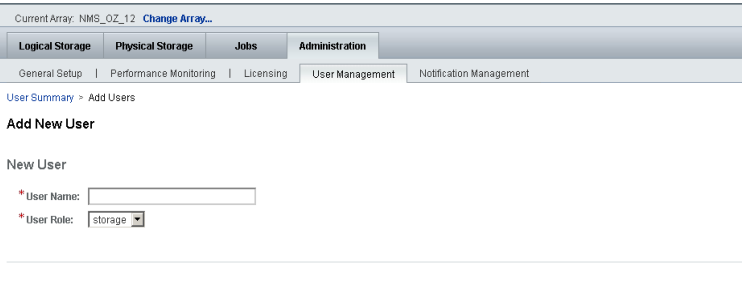 Current Array: NMS_OZ_12 Change Array...
Logical Storage Physical Storage Jobs Administration
General Setup | Performance Monitoring | Licensing User Management Notification Management
User Summary > Add Users
Add New User
New User
* User Name:
* User Role: storage